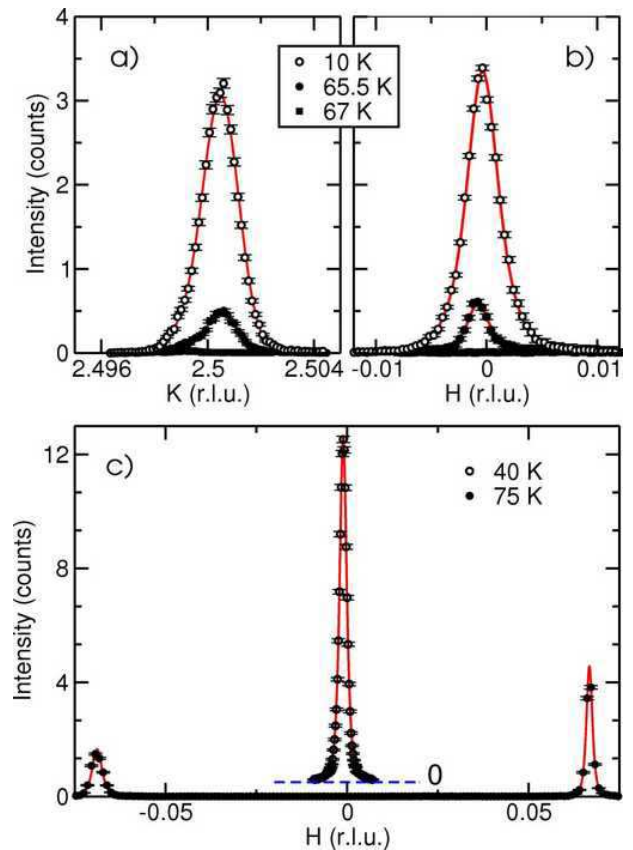 a)
b)
10 K
65.5 K
67 K
Intensity (counts)
4
3
2
1
0
2.496
2.5
2.504
-0.01
0
0.01
K (r.l.u.)
H (r.l.u.)
c)
40 K
75 K
Intensity (counts)
12
8
4
0
0
-0.05
0
0.05
H (r.l.u.)